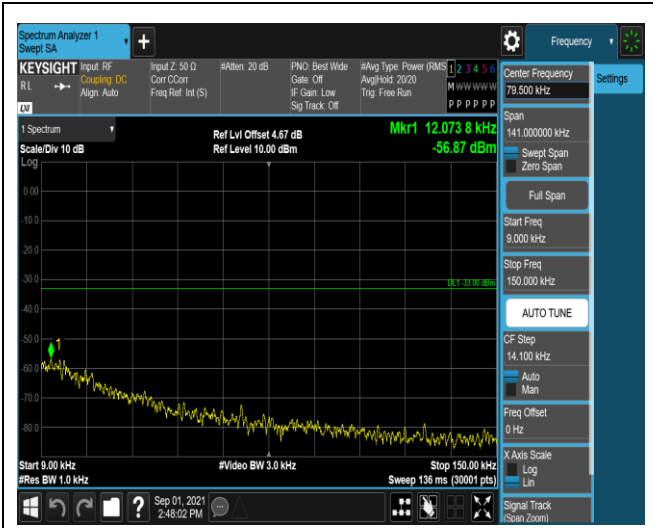 Spectrum Analyzer 1
Swept SA
+
Frequency
KEYSIGHT
RL
LXI
Input: RF
Coupling: DC
Align: Auto
Input Z: 50 Ω
Corr CCorr
Freq Ref: Int (S)
#Atten: 20 dB
PNO: Best Wide
Gate: Off
IF Gain: Low
Sig Track: Off
#Avg Type: Power (RMS
Avg|Hold: 20/20
Trig: Free Run
1 2 3 4 5 6
M W W W W W
P P P P P P
1 Spectrum
Scale/Div 10 dB
Log
Ref Lvl Offset 4.67 dB
Ref Level 10.00 dBm
Mkr1 12.073 8 kHz
-56.87 dBm
0.00
-10.0
-20.0
-30.0
DL1 -33.00 dBm
-40.0
-50.0
1
-60.0
-70.0
-80.0
Start 9.00 kHz
#Res BW 1.0 kHz
#Video BW 3.0 kHz
Stop 150.00 kHz
Sweep 136 ms (30001 pts)
?
Sep 01, 2021
2:48:02 PM
Center Frequency
79.500 kHz
Settings
Span
141.000000 kHz
Swept Span
Zero Span
Full Span
Start Freq
9.000 kHz
Stop Freq
150.000 kHz
AUTO TUNE
CF Step
14.100 kHz
Auto
Man
Freq Offset
0 Hz
X Axis Scale
Log
Lin
Signal Track
(Span Zoom)